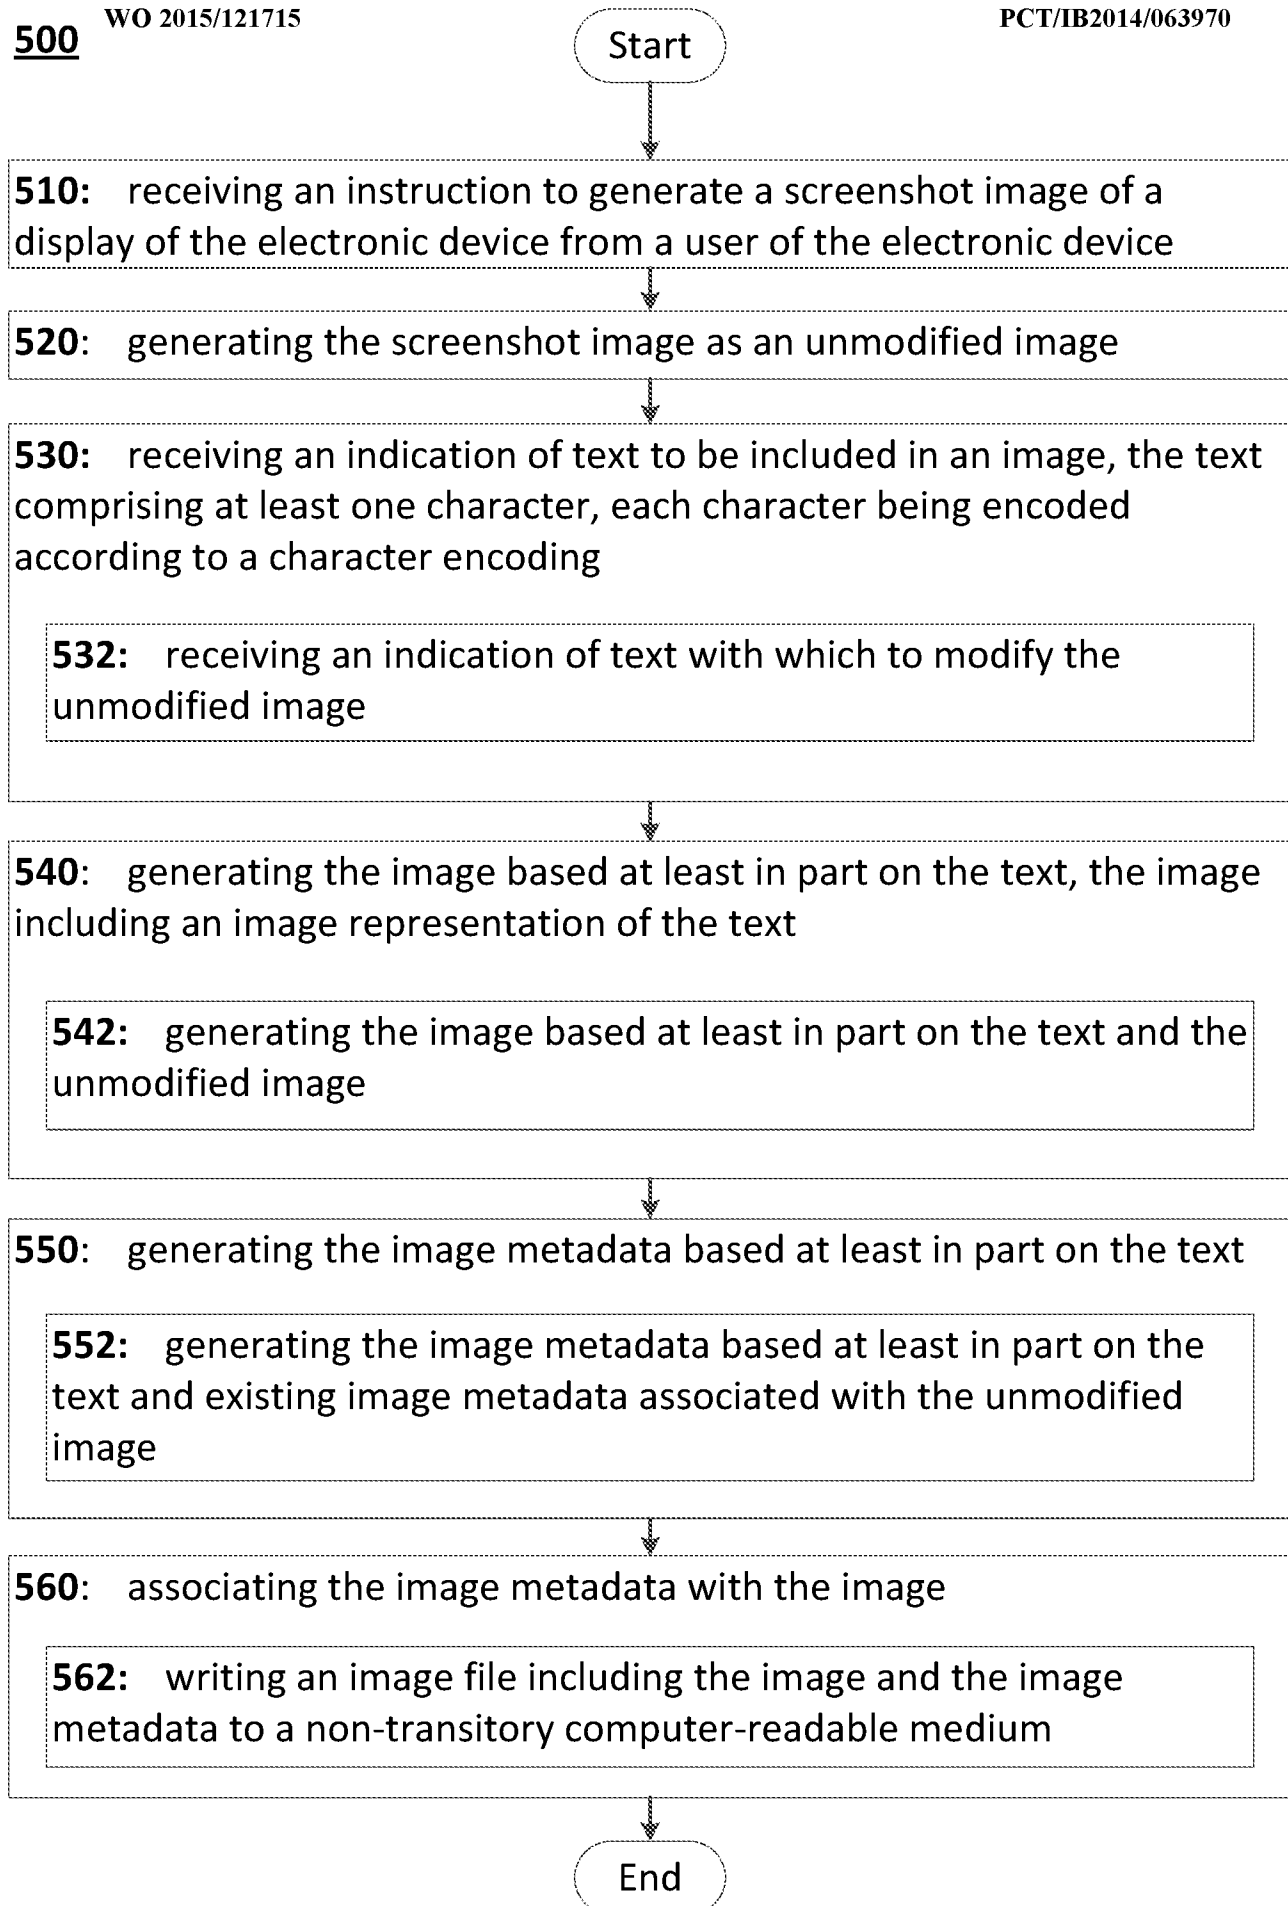 WO 2015/121715
PCT/IB2014/063970
500
Start
510: receiving an instruction to generate a screenshot image of a
display of the electronic device from a user of the electronic device
520: generating the screenshot image as an unmodified image
530: receiving an indication of text to be included in an image, the text
comprising at least one character, each character being encoded
according to a character encoding
532: receiving an indication of text with which to modify the
unmodified image
540: generating the image based at least in part on the text, the image
including an image representation of the text
542: generating the image based at least in part on the text and the
unmodified image
550: generating the image metadata based at least in part on the text
552: generating the image metadata based at least in part on the
text and existing image metadata associated with the unmodified
image
560: associating the image metadata with the image
562: writing an image file including the image and the image
metadata to a non-transitory computer-readable medium
End